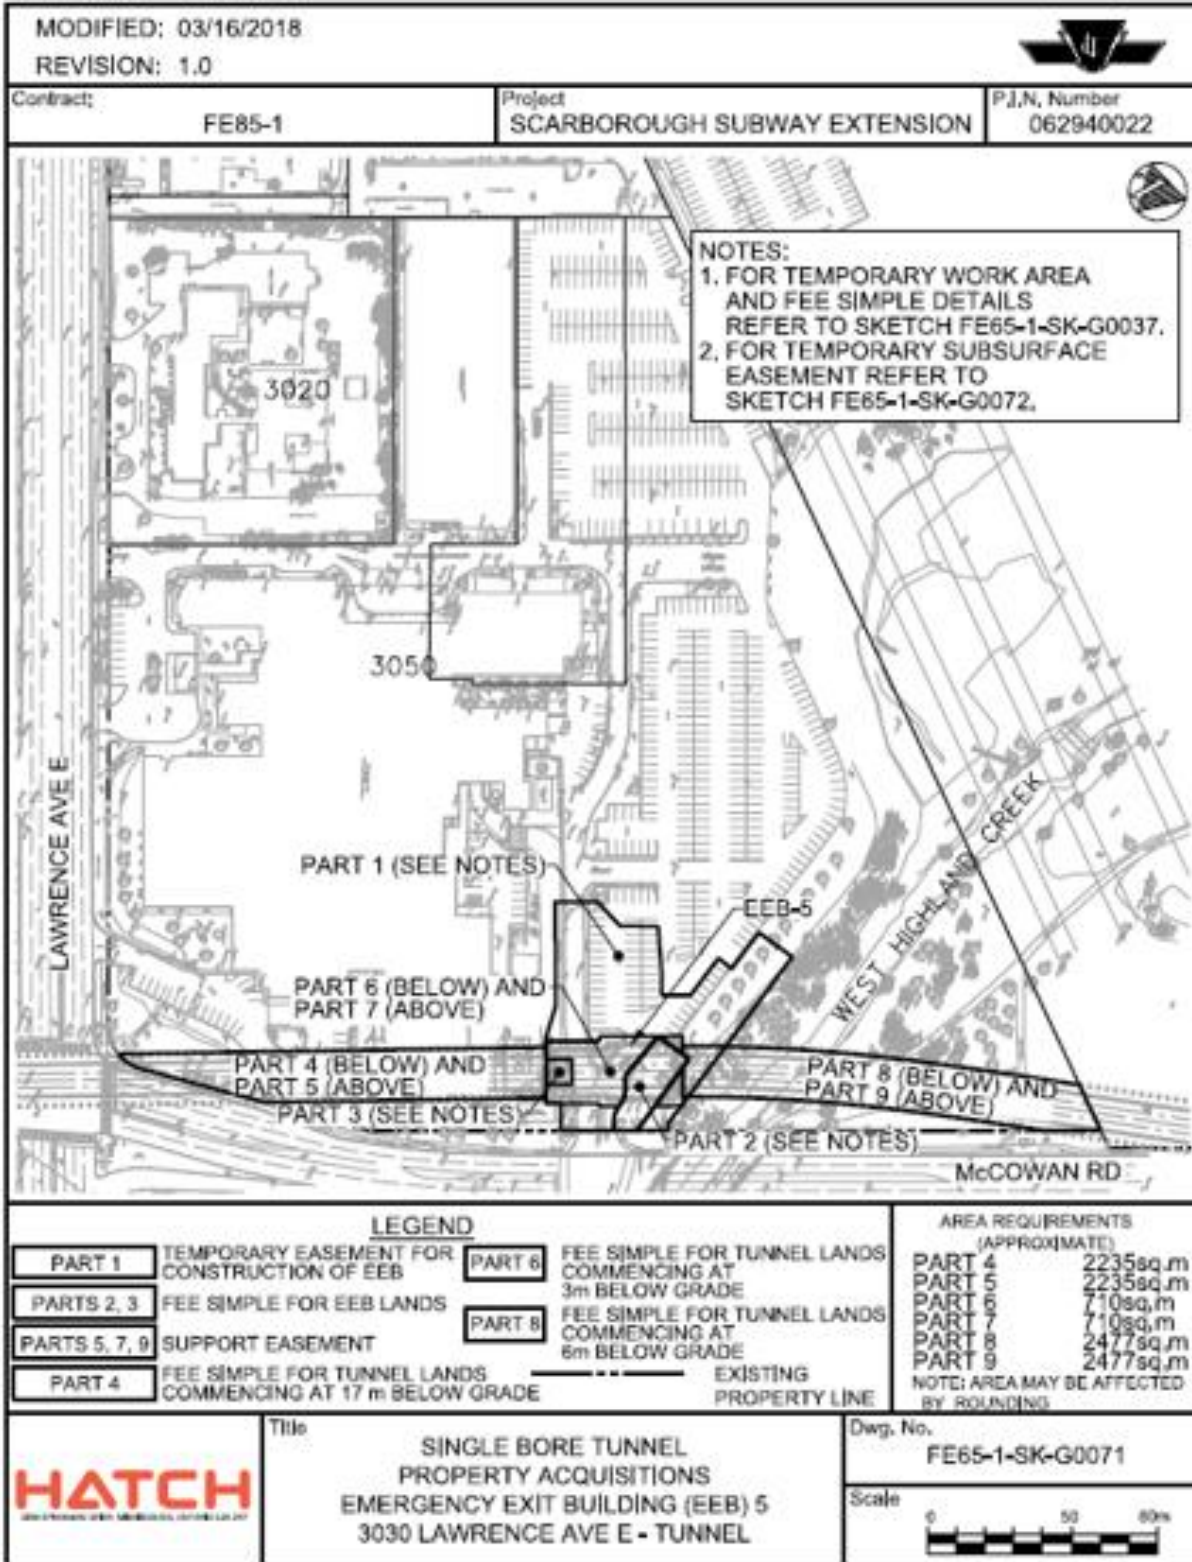 MODIFIED: 03/16/2018
REVISION: 1.0
Contract:
FE85-1
Project
SCARBOROUGH SUBWAY EXTENSION
P.I.N. Number
062940022
NOTES:
1. FOR TEMPORARY WORK AREA
AND FEE SIMPLE DETAILS
REFER TO SKETCH FE65-1-SK-G0037.
2. FOR TEMPORARY SUBSURFACE
EASEMENT REFER TO
SKETCH FE65-1-SK-G0072.
3020
3050
LAWRENCE AVE E
PART 1 (SEE NOTES)
EEB-5
WEST HIGHLAND CREEK
PART 6 (BELOW) AND
PART 7 (ABOVE)
PART 4 (BELOW) AND
PART 5 (ABOVE)
PART 8 (BELOW) AND
PART 9 (ABOVE)
PART 3 (SEE NOTES)
PART 2 (SEE NOTES)
McCOWAN RD
LEGEND
PART 1
TEMPORARY EASEMENT FOR
CONSTRUCTION OF EEB
PARTS 2, 3
FEE SIMPLE FOR EEB LANDS
PARTS 5, 7, 9
SUPPORT EASEMENT
PART 4
FEE SIMPLE FOR TUNNEL LANDS
COMMENCING AT 17 m BELOW GRADE
PART 6
FEE SIMPLE FOR TUNNEL LANDS
COMMENCING AT
3m BELOW GRADE
PART 8
FEE SIMPLE FOR TUNNEL LANDS
COMMENCING AT
6m BELOW GRADE
EXISTING
PROPERTY LINE
AREA REQUIREMENTS
(APPROXIMATE)
PART 4 2235sq.m
PART 5 2235sq.m
PART 6 710sq.m
PART 7 710sq.m
PART 8 2477sq.m
PART 9 2477sq.m
NOTE: AREA MAY BE AFFECTED
BY ROUNDING
HATCH
Title
SINGLE BORE TUNNEL
PROPERTY ACQUISITIONS
EMERGENCY EXIT BUILDING (EEB) 5
3030 LAWRENCE AVE E - TUNNEL
Dwg. No.
FE65-1-SK-G0071
Scale
0 50 60m